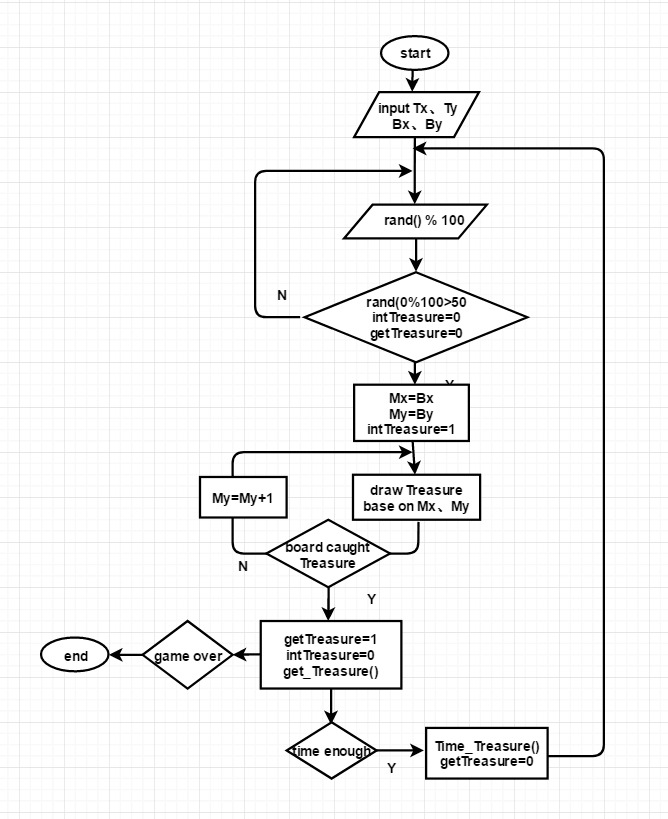 start
input Tx、Ty
Bx、By
rand() % 100
N
rand(0%100>50
intTreasure=0
getTreasure=0
Mx=Bx
My=By
intTreasure=1
My=My+1
draw Treasure
base on Mx、My
board caught
Treasure
N
Y
getTreasure=1
intTreasure=0
get_Treasure()
game over
end
time enough
Y
Time_Treasure()
getTreasure=0